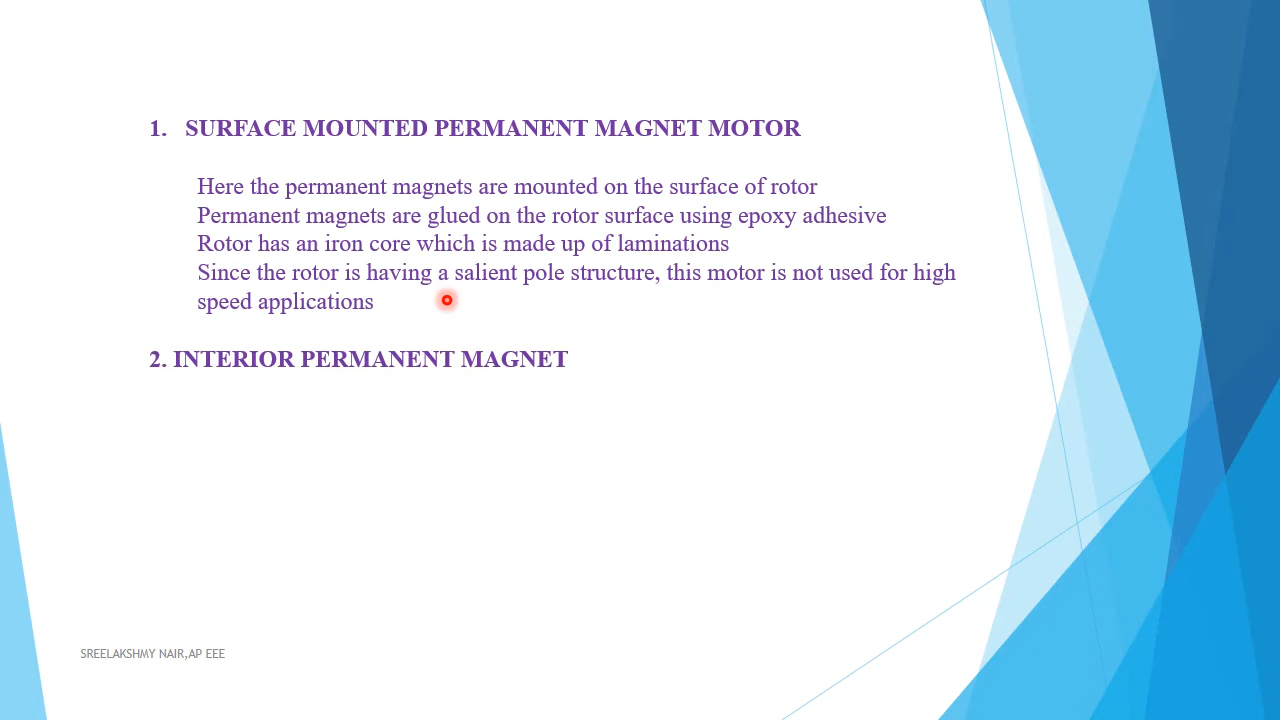 1. SURFACE MOUNTED PERMANENT MAGNET MOTOR
Here the permanent magnets are mounted on the surface of rotor
Permanent magnets are glued on the rotor surface using epoxy adhesive
Rotor has an iron core which is made up of laminations
Since the rotor is having a salient pole structure, this motor is not used for high
speed applications
2. INTERIOR PERMANENT MAGNET
SREELAKSHMY NAIR,AP EEE